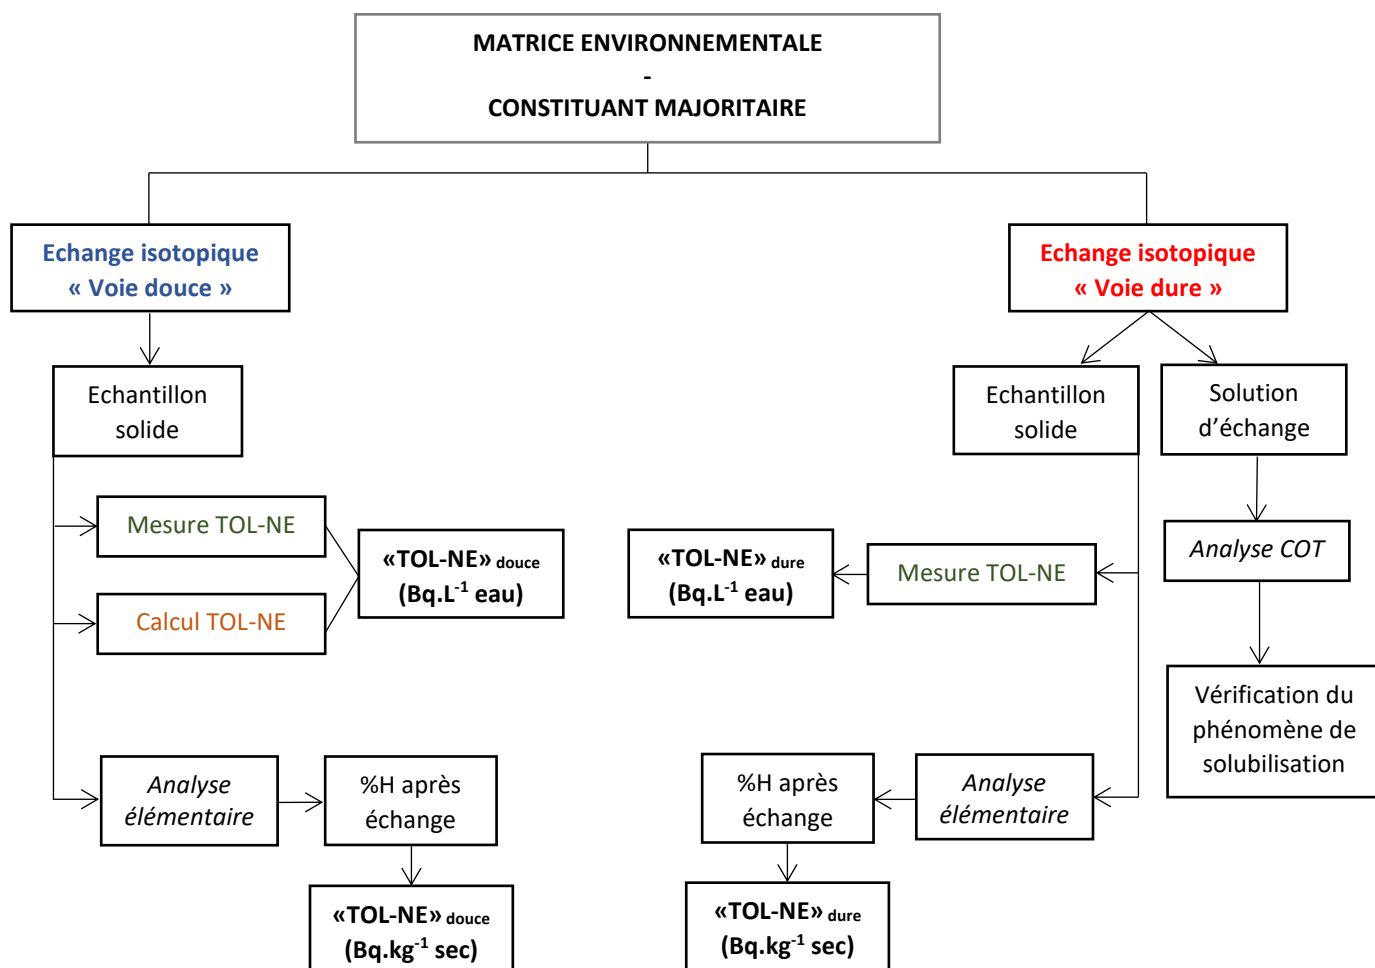 MATRICE ENVIRONNEMENTALE
-
CONSTITUANT MAJORITAIRE
Echange isotopique
« Voie douce »
Echange isotopique
« Voie dure »
Echantillon
solide
Echantillon
solide
Solution
d’échange
Mesure TOL-NE
Calcul TOL-NE
«TOL-NE» douce
(Bq.L-1 eau)
«TOL-NE» dure
(Bq.L-1 eau)
Mesure TOL-NE
Analyse COT
Vérification du
phénomène de
solubilisation
Analyse
élémentaire
%H après
échange
%H après
échange
Analyse
élémentaire
«TOL-NE» douce
(Bq.kg-1 sec)
«TOL-NE» dure
(Bq.kg-1 sec)